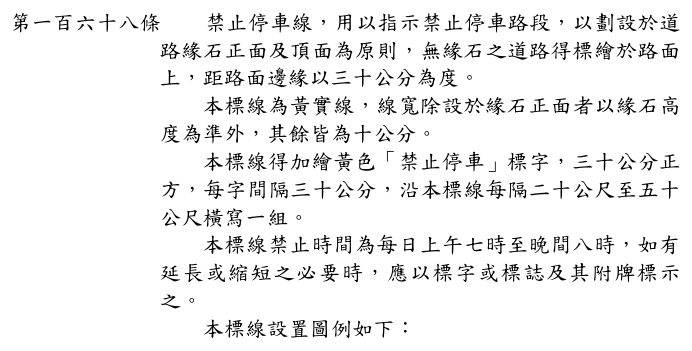 第一百六十八條　　禁止停車線，用以指示禁止停車路段，以劃設於道
路緣石正面及頂面為原則，無緣石之道路得標繪於路面
上，距路面邊緣以三十公分為度。
本標線為黃實線，線寬除設於緣石正面者以緣石高
度為準外，其餘皆為十公分。
本標線得加繪黃色「禁止停車」標字，三十公分正
方，每字間隔三十公分，沿本標線每隔二十公尺至五十
公尺橫寫一組。
本標線禁止時間為每日上午七時至晚間八時，如有
延長或縮短之必要時，應以標字或標誌及其附牌標示
之。
本標線設置圖例如下：